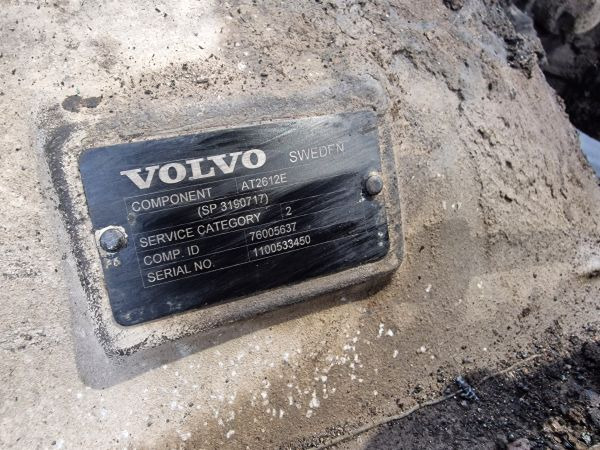 VOLVO SWEDEN
COMPONENT AT2612E
(SP 3190717)
SERVICE CATEGORY 2
COMP. ID 76005637
SERIAL NO. 1100533450